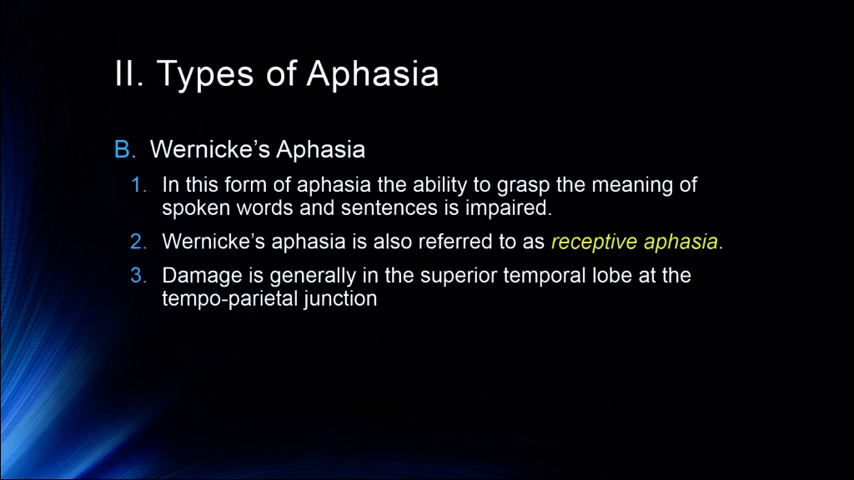 II. Types of Aphasia
B. Wernicke's Aphasia
1. In this form of aphasia the ability to grasp the meaning of
spoken words and sentences is impaired.
2. Wernicke's aphasia is also referred to as receptive aphasia.
3. Damage is generally in the superior temporal lobe at the
tempo-parietal junction